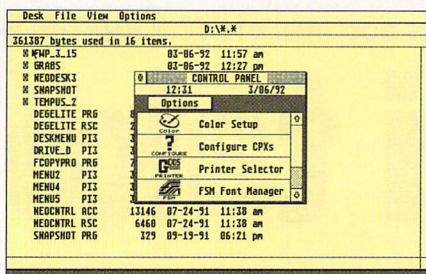 Desk File View Options
D:\*.*
361387 bytes used in 16 items.
WFWP_3_15 03-06-92 11:57 am
GRABS 03-06-92 12:27 pm
NEODESK3
SNAPSHOT
TEMPUS_2
DEGELITE PRG
DEGELITE RSC
DESKMENU PI3
DRIVE_D PI3
FCOPYPRO PRG
MENU2 PI3
MENU4 PI3
MENU5 PI3
NEOCNTRL ACC 13146 07-24-91 11:38 am
NEOCNTRL RSC 6460 07-24-91 11:38 am
SNAPSHOT PRG 329 09-19-91 06:21 pm
CONTROL PANEL
12:31 3/06/92
Options
COLOR Color Setup
CONFIGURE Configure CPXs
GDOS PRINTER Printer Selector
FSM FSM Font Manager